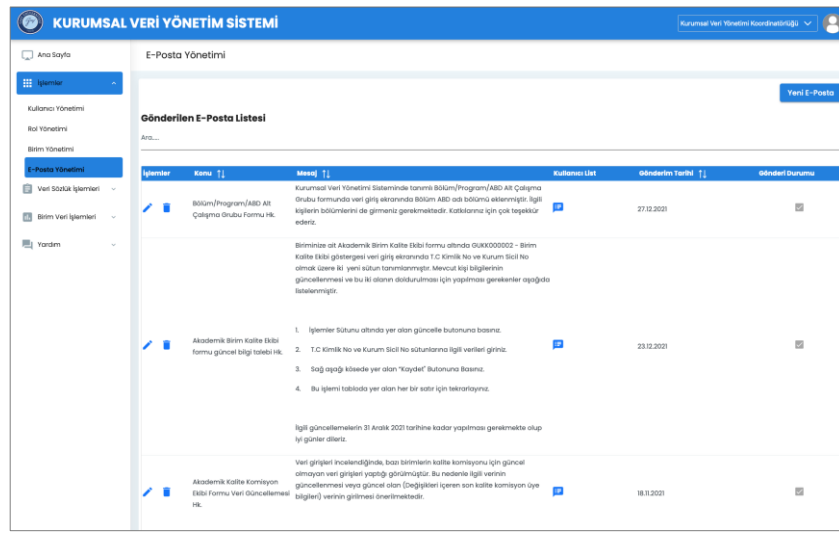 KURUMSAL VERİ YÖNETİM SİSTEMİ
Kurumsal Veri Yönetimi Koordinatörlüğü
Ana Sayfa
E-Posta Yönetimi
İşlemler
Yeni E-Posta
Kullanıcı Yönetimi
Rol Yönetimi
Birim Yönetimi
E-Posta Yönetimi
Veri Sözlük İşlemleri
Birim Veri İşlemleri
Yardım
Gönderilen E-Posta Listesi
Ara....
İşlemler Konu Mesaj Kullanıcı List Gönderim Tarihi Gönderi Durumu
Bölüm/Program/ABD Alt
Çalışma Grubu Formu Hk.
Kurumsal Veri Yönetimi Sisteminde tanımlı Bölüm/Program/ABD Alt Çalışma
Grubu formunda veri giriş ekranında Bölüm ABD adı bölümü eklenmiştir. İlgili
kişilerin bölümlerini de girmeniz gerekmektedir. Katkılarınız için çok teşekkür
ederiz.
27.12.2021
Akademik Birim Kalite Ekibi
formu güncel bilgi talebi Hk.
Biriminize ait Akademik Birim Kalite Ekibi formu altında GUKK000002 - Birim
Kalite Ekibi göstergesi veri giriş ekranında T.C Kimlik No ve Kurum Sicil No
olmak üzere iki yeni sütun tanımlanmıştır. Mevcut kişi bilgilerinin
güncellenmesi ve bu iki alanın doldurulması için yapılması gerekenler aşağıda
listelenmiştir.
1. İşlemler Sütunu altında yer alan güncelle butonuna basınız.
2. T.C Kimlik No ve Kurum Sicil No sütunlarına ilgili verileri giriniz.
3. Sağ aşağı kösede yer alan "Kaydet" Butonuna Basınız.
4. Bu işlemi tabloda yer alan her bir satır için tekrarlayınız.
İlgili güncellemelerin 31 Aralık 2021 tarihine kadar yapılması gerekmekte olup
iyi günler dileriz.
23.12.2021
Akademik Kalite Komisyon
Ekibi Formu Veri Güncellemesi
Hk.
Veri girişleri incelendiğinde, bazı birimlerin kalite komisyonu için güncel
olmayan veri girişleri yaptığı görülmüştür. Bu nedenle ilgili verinin
güncellenmesi veya güncel olan (Değişikleri içeren son kalite komisyon üye
bilgileri) verinin girilmesi önerilmektedir.
18.11.2021